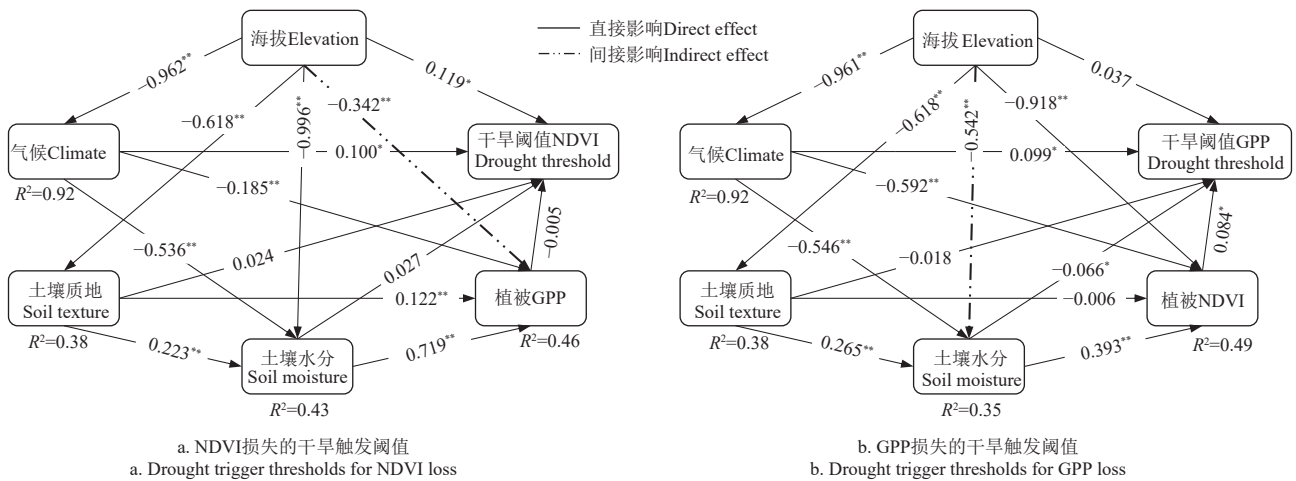 海拔Elevation
直接影响Direct effect
间接影响Indirect effect
−0.962**
−0.618**
−0.996**
−0.342**
0.119*
气候Climate
R²=0.92
0.100*
干旱阈值NDVI
Drought threshold
−0.185**
−0.536**
0.024
0.027
−0.005
土壤质地
Soil texture
R²=0.38
0.122**
植被GPP
R²=0.46
0.223**
0.719**
土壤水分
Soil moisture
R²=0.43
a. NDVI损失的干旱触发阈值
a. Drought trigger thresholds for NDVI loss
海拔Elevation
−0.961**
−0.618**
−0.542**
−0.918**
0.037
气候Climate
R²=0.92
0.099*
干旱阈值GPP
Drought threshold
−0.592**
−0.546**
−0.018
−0.066*
0.084*
土壤质地
Soil texture
R²=0.38
−0.006
植被NDVI
R²=0.49
0.265**
0.393**
土壤水分
Soil moisture
R²=0.35
b. GPP损失的干旱触发阈值
b. Drought trigger thresholds for GPP loss